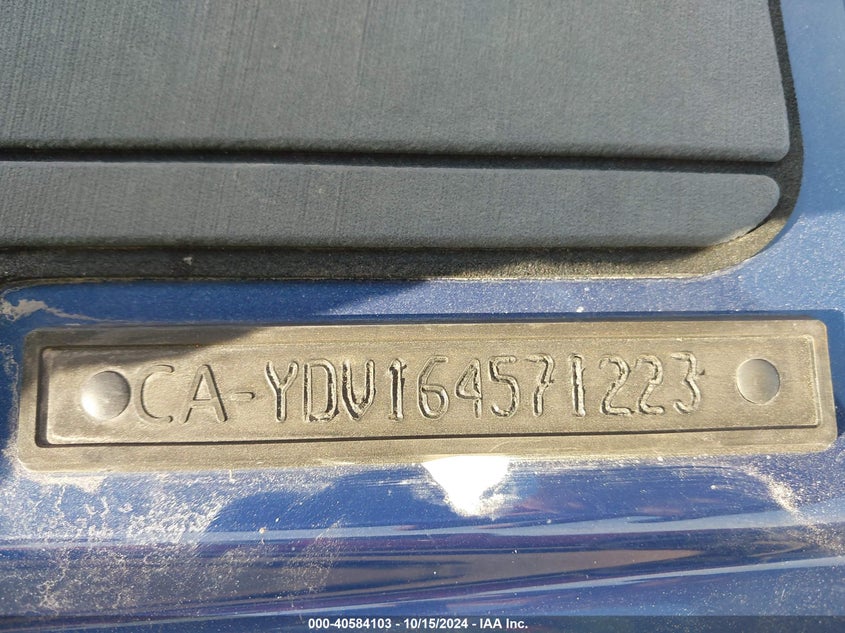 CA-YDV16457I223
000-40584103 - 10/15/2024 - IAA Inc.